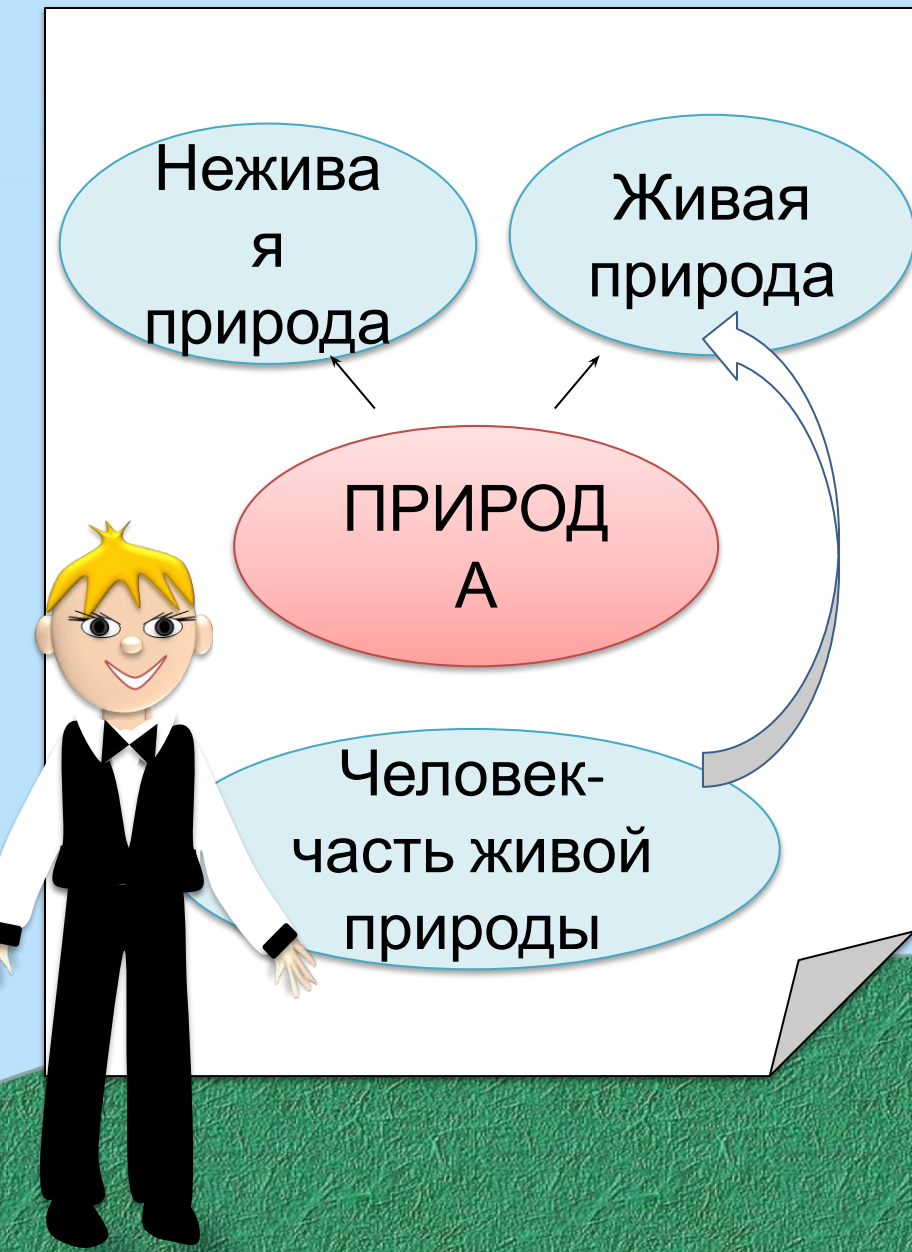 Нежива
я
природа
Живая
природа
ПРИРОД
А
Человек-
часть живой
природы